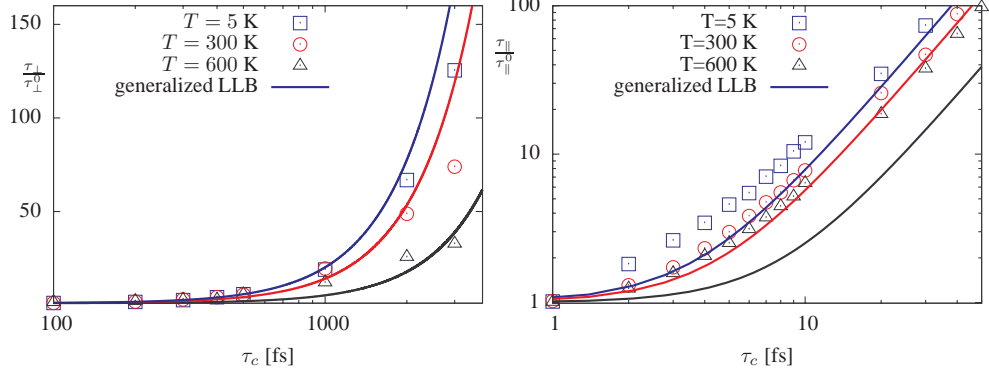 τ⊥/τ⊥⁰
150
100
50
100
1000
τc [fs]
T = 5 K
T = 300 K
T = 600 K
generalized LLB
τ∥/τ∥⁰
100
10
1
1
10
τc [fs]
T=5 K
T=300 K
T=600 K
generalized LLB